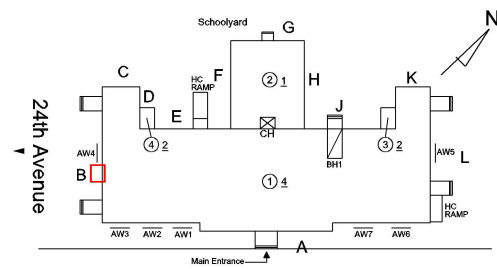 Schoolyard
G
N
C
F
H
K
HC
RAMP
2 1
D
E
J
CH
4 2
3 2
24th Avenue
AW4
B
BH1
AW5
L
1 4
HC
RAMP
AW3
AW2
AW1
A
AW7
AW6
Main Entrance